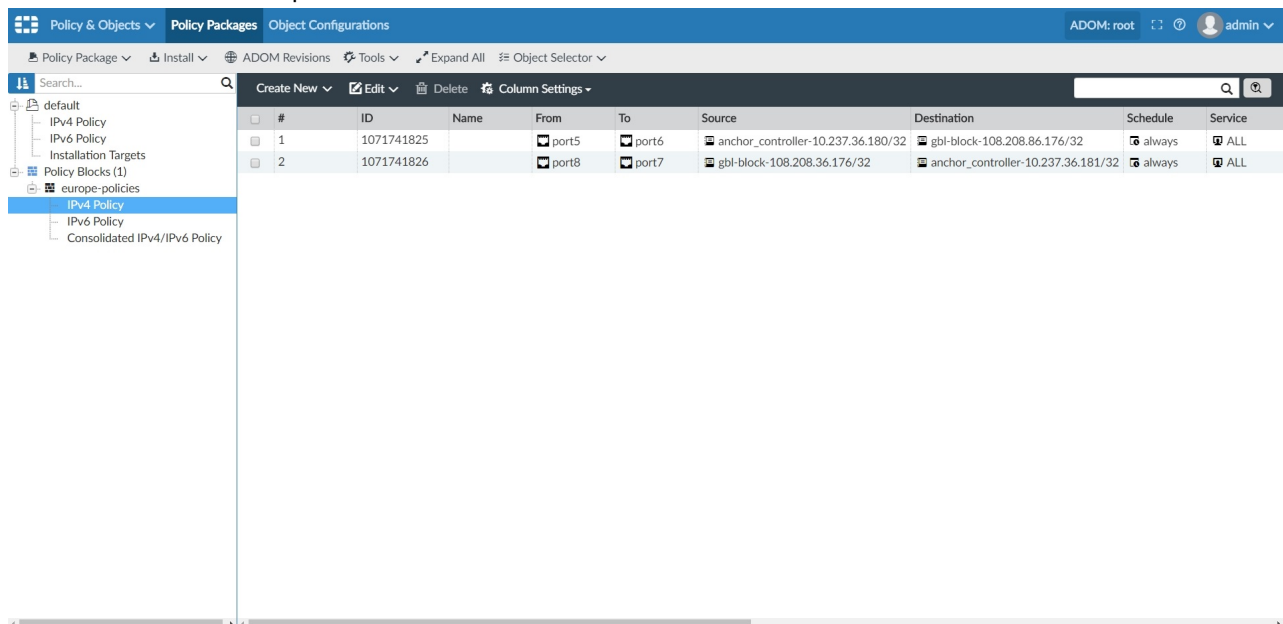 Policy & Objects Policy Packages Object Configurations ADOM: root admin
Policy Package Install ADOM Revisions Tools Expand All Object Selector
Search... Create New Edit Delete Column Settings
default
IPv4 Policy
IPv6 Policy
Installation Targets
Policy Blocks (1)
europe-policies
IPv4 Policy
IPv6 Policy
Consolidated IPv4/IPv6 Policy
# ID Name From To Source Destination Schedule Service
1 1071741825 port5 port6 anchor_controller-10.237.36.180/32 gbl-block-108.208.86.176/32 always ALL
2 1071741826 port8 port7 gbl-block-108.208.36.176/32 anchor_controller-10.237.36.181/32 always ALL